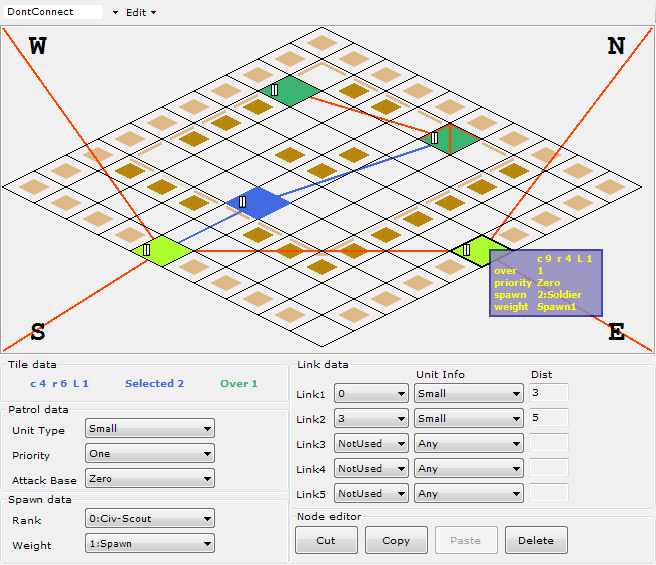 DontConnect Edit
W N
S E
c 9 r 4 L 1
over 1
priority Zero
spawn 2:Soldier
weight Spawn1
Tile data
c 4 r 6 L 1 Selected 2 Over 1
Patrol data
Unit Type Small
Priority One
Attack Base Zero
Spawn data
Rank 0:Civ-Scout
Weight 1:Spawn
Link data
Unit Info Dist
Link1 0 Small 3
Link2 3 Small 5
Link3 NotUsed Any
Link4 NotUsed Any
Link5 NotUsed Any
Node editor
Cut Copy Paste Delete